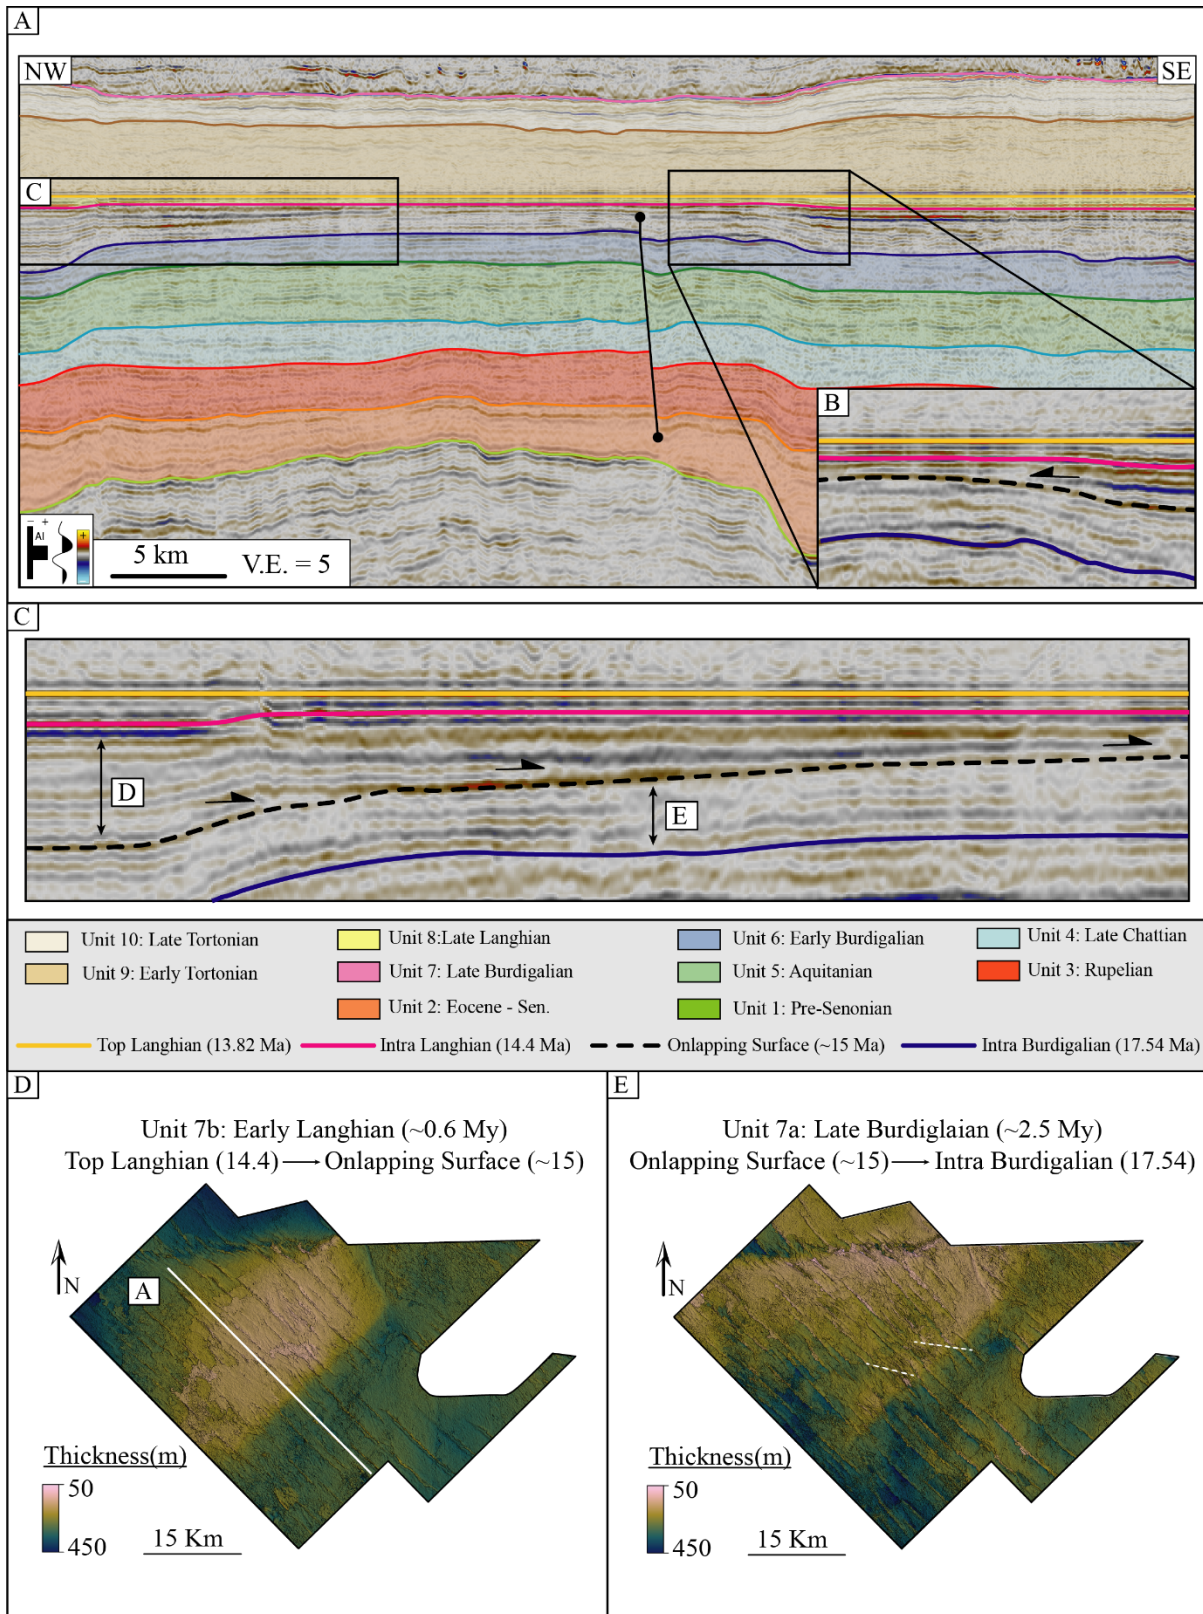 A
NW
SE
C
B
− +
AI
+
5 km
V.E. = 5
C
D
E
Unit 10: Late Tortonian
Unit 8:Late Langhian
Unit 6: Early Burdigalian
Unit 4: Late Chattian
Unit 9: Early Tortonian
Unit 7: Late Burdigalian
Unit 5: Aquitanian
Unit 3: Rupelian
Unit 2: Eocene - Sen.
Unit 1: Pre-Senonian
Top Langhian (13.82 Ma)
Intra Langhian (14.4 Ma)
Onlapping Surface (~15 Ma)
Intra Burdigalian (17.54 Ma)
D
Unit 7b: Early Langhian (~0.6 My)
Top Langhian (14.4) → Onlapping Surface (~15)
N
A
Thickness(m)
50
450
15 Km
E
Unit 7a: Late Burdiglaian (~2.5 My)
Onlapping Surface (~15) → Intra Burdigalian (17.54)
N
Thickness(m)
50
450
15 Km